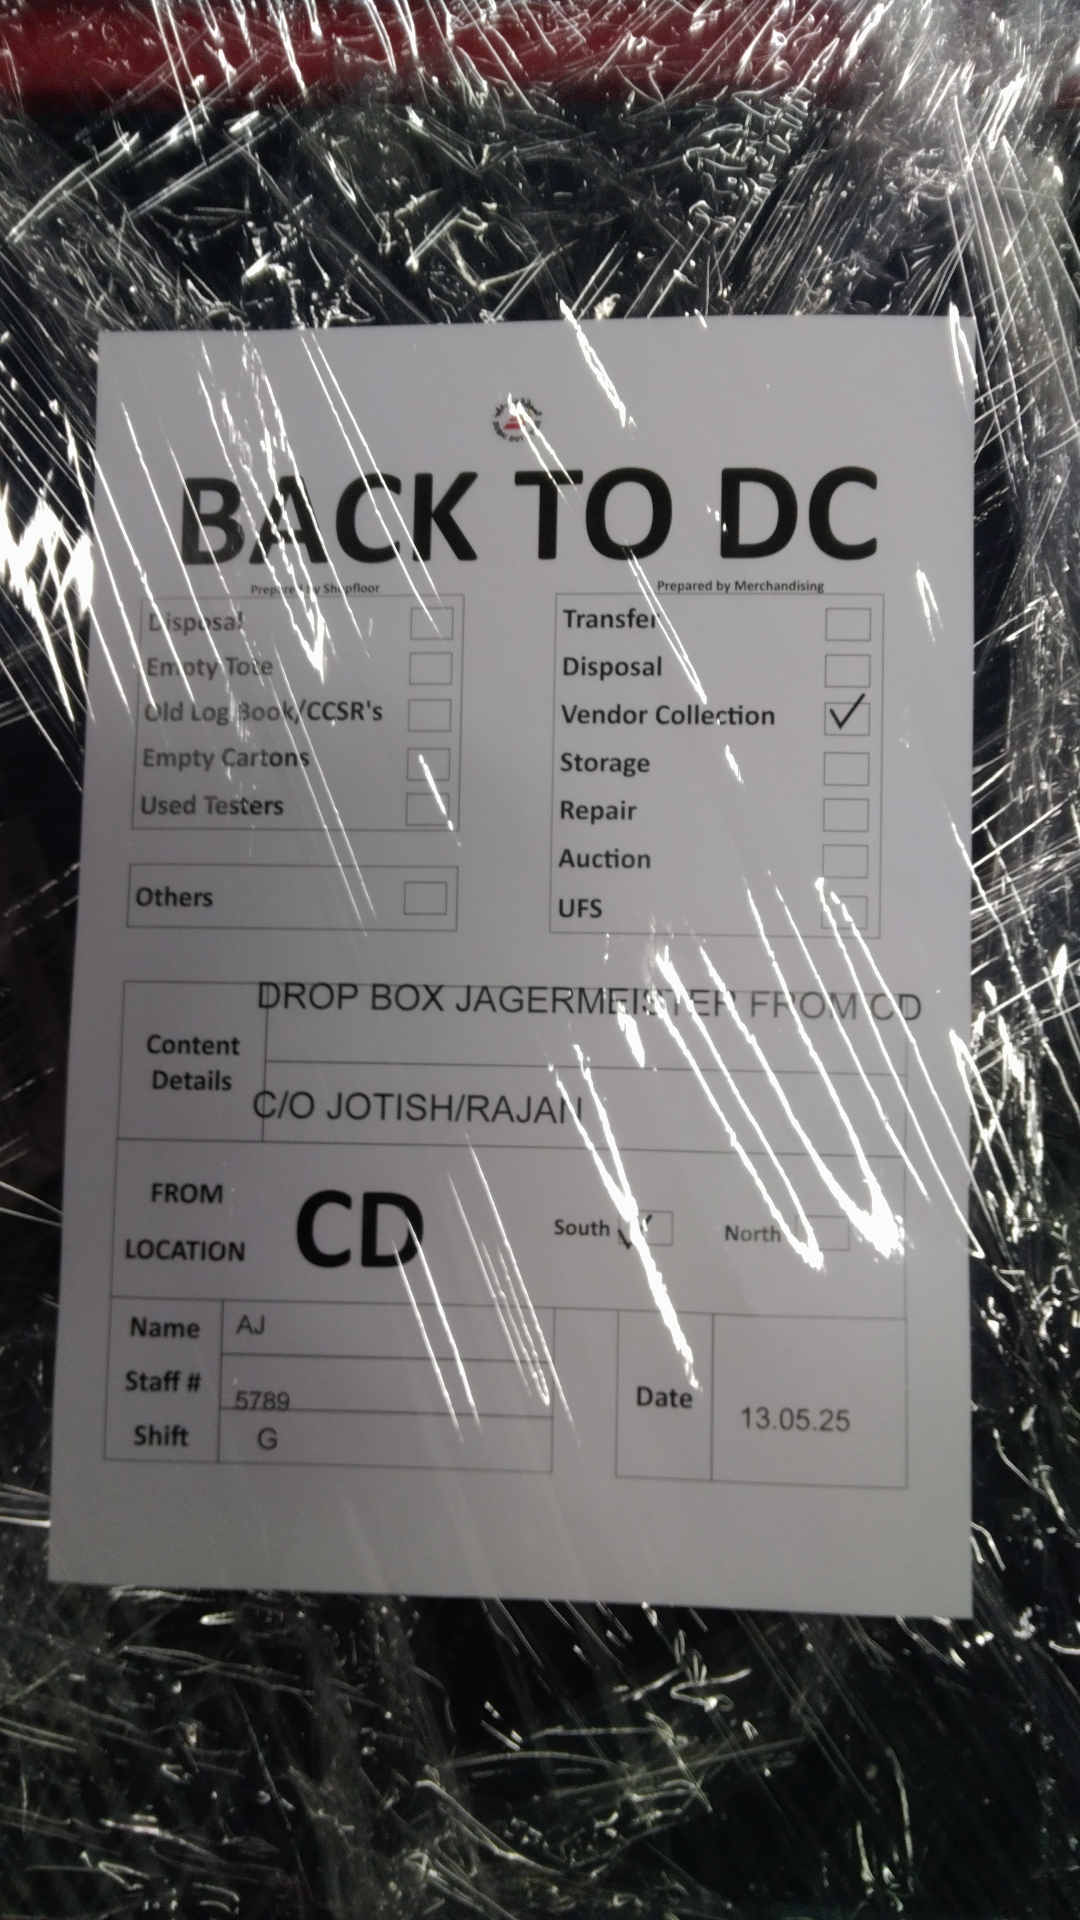 BACK TO DC
Prepared by Shopfloor
Disposal
Empty Tote
Old Log Book/CCSR's
Empty Cartons
Used Testers
Others
Prepared by Merchandising
Transfer
Disposal
Vendor Collection
Storage
Repair
Auction
UFS
Content
Details
DROP BOX JAGERMEISTER FROM CD
C/O JOTISH/RAJAN
FROM
LOCATION
CD
South
North
Name
AJ
Staff #
5789
Shift
G
Date
13.05.25